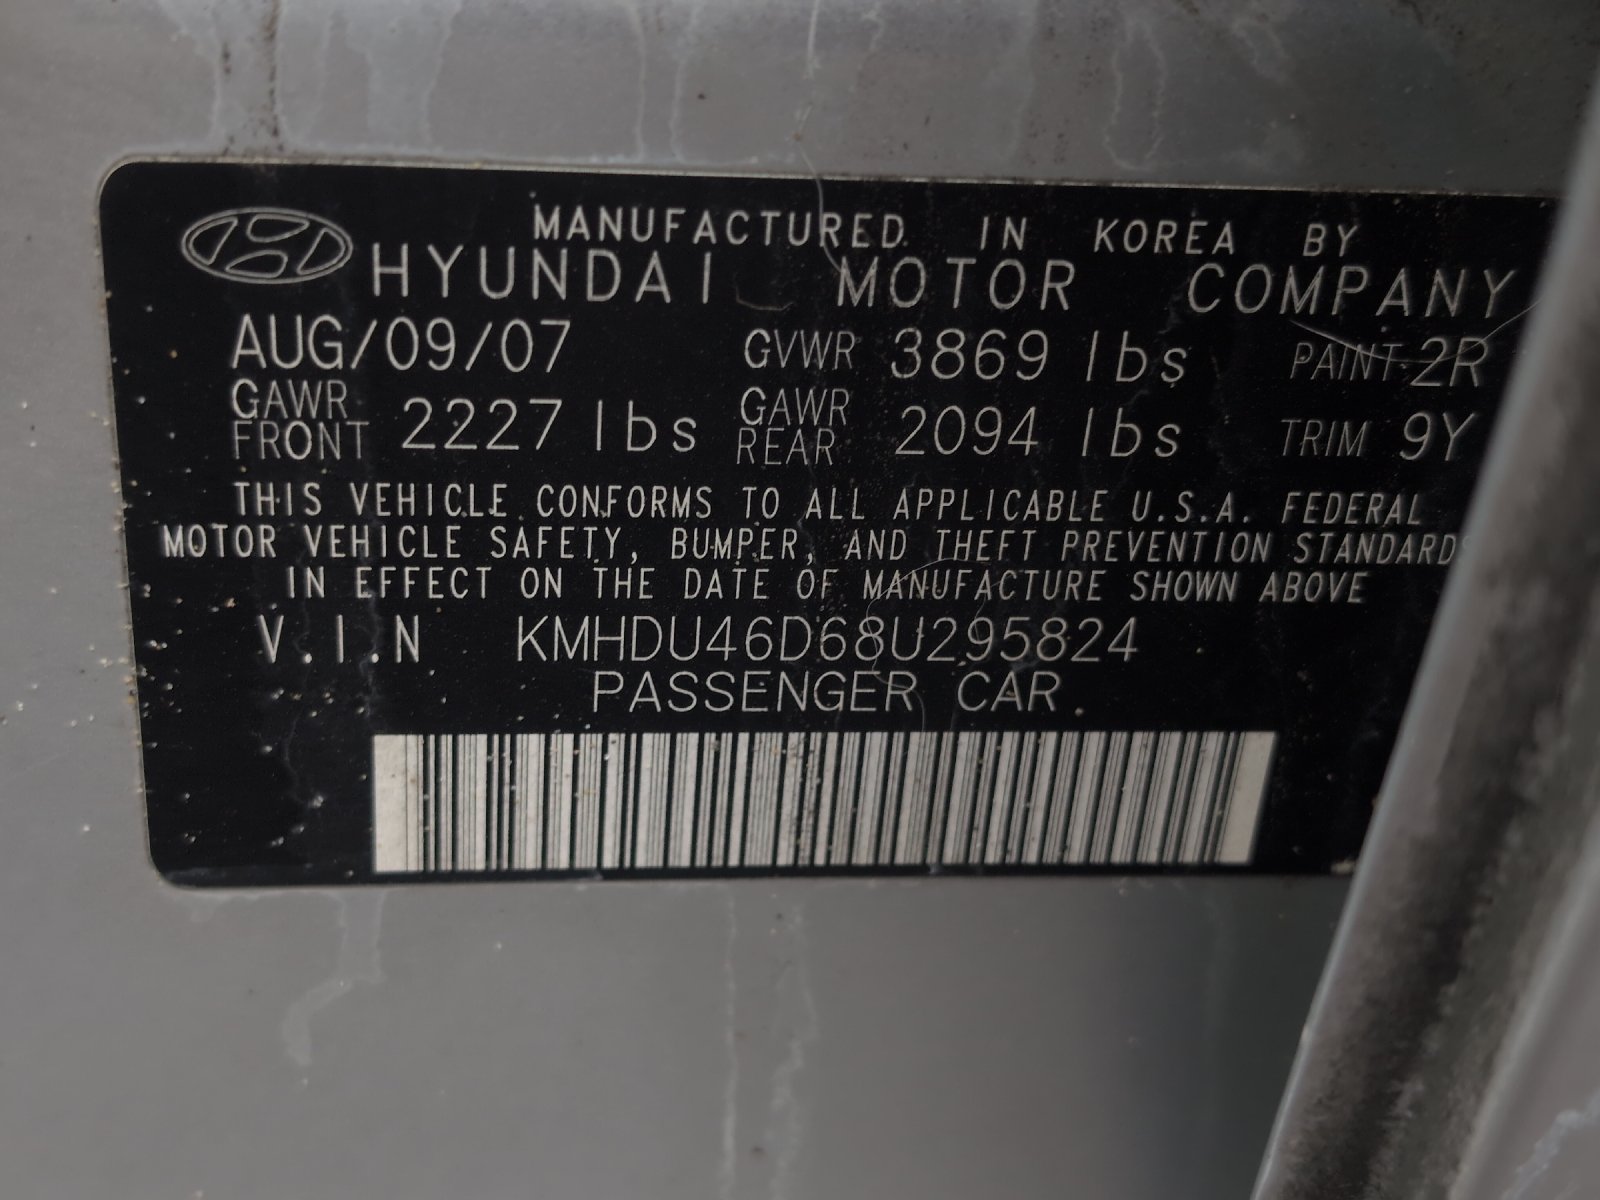 MANUFACTURED IN KOREA BY
HYUNDAI MOTOR COMPANY
AUG/09/07 GVWR 3869 lbs PAINT 2R
GAWR FRONT 2227 lbs GAWR REAR 2094 lbs TRIM 9Y
THIS VEHICLE CONFORMS TO ALL APPLICABLE U.S.A. FEDERAL
MOTOR VEHICLE SAFETY, BUMPER, AND THEFT PREVENTION STANDARDS
IN EFFECT ON THE DATE OF MANUFACTURE SHOWN ABOVE
V.I.N KMHDU46D68U295824
PASSENGER CAR